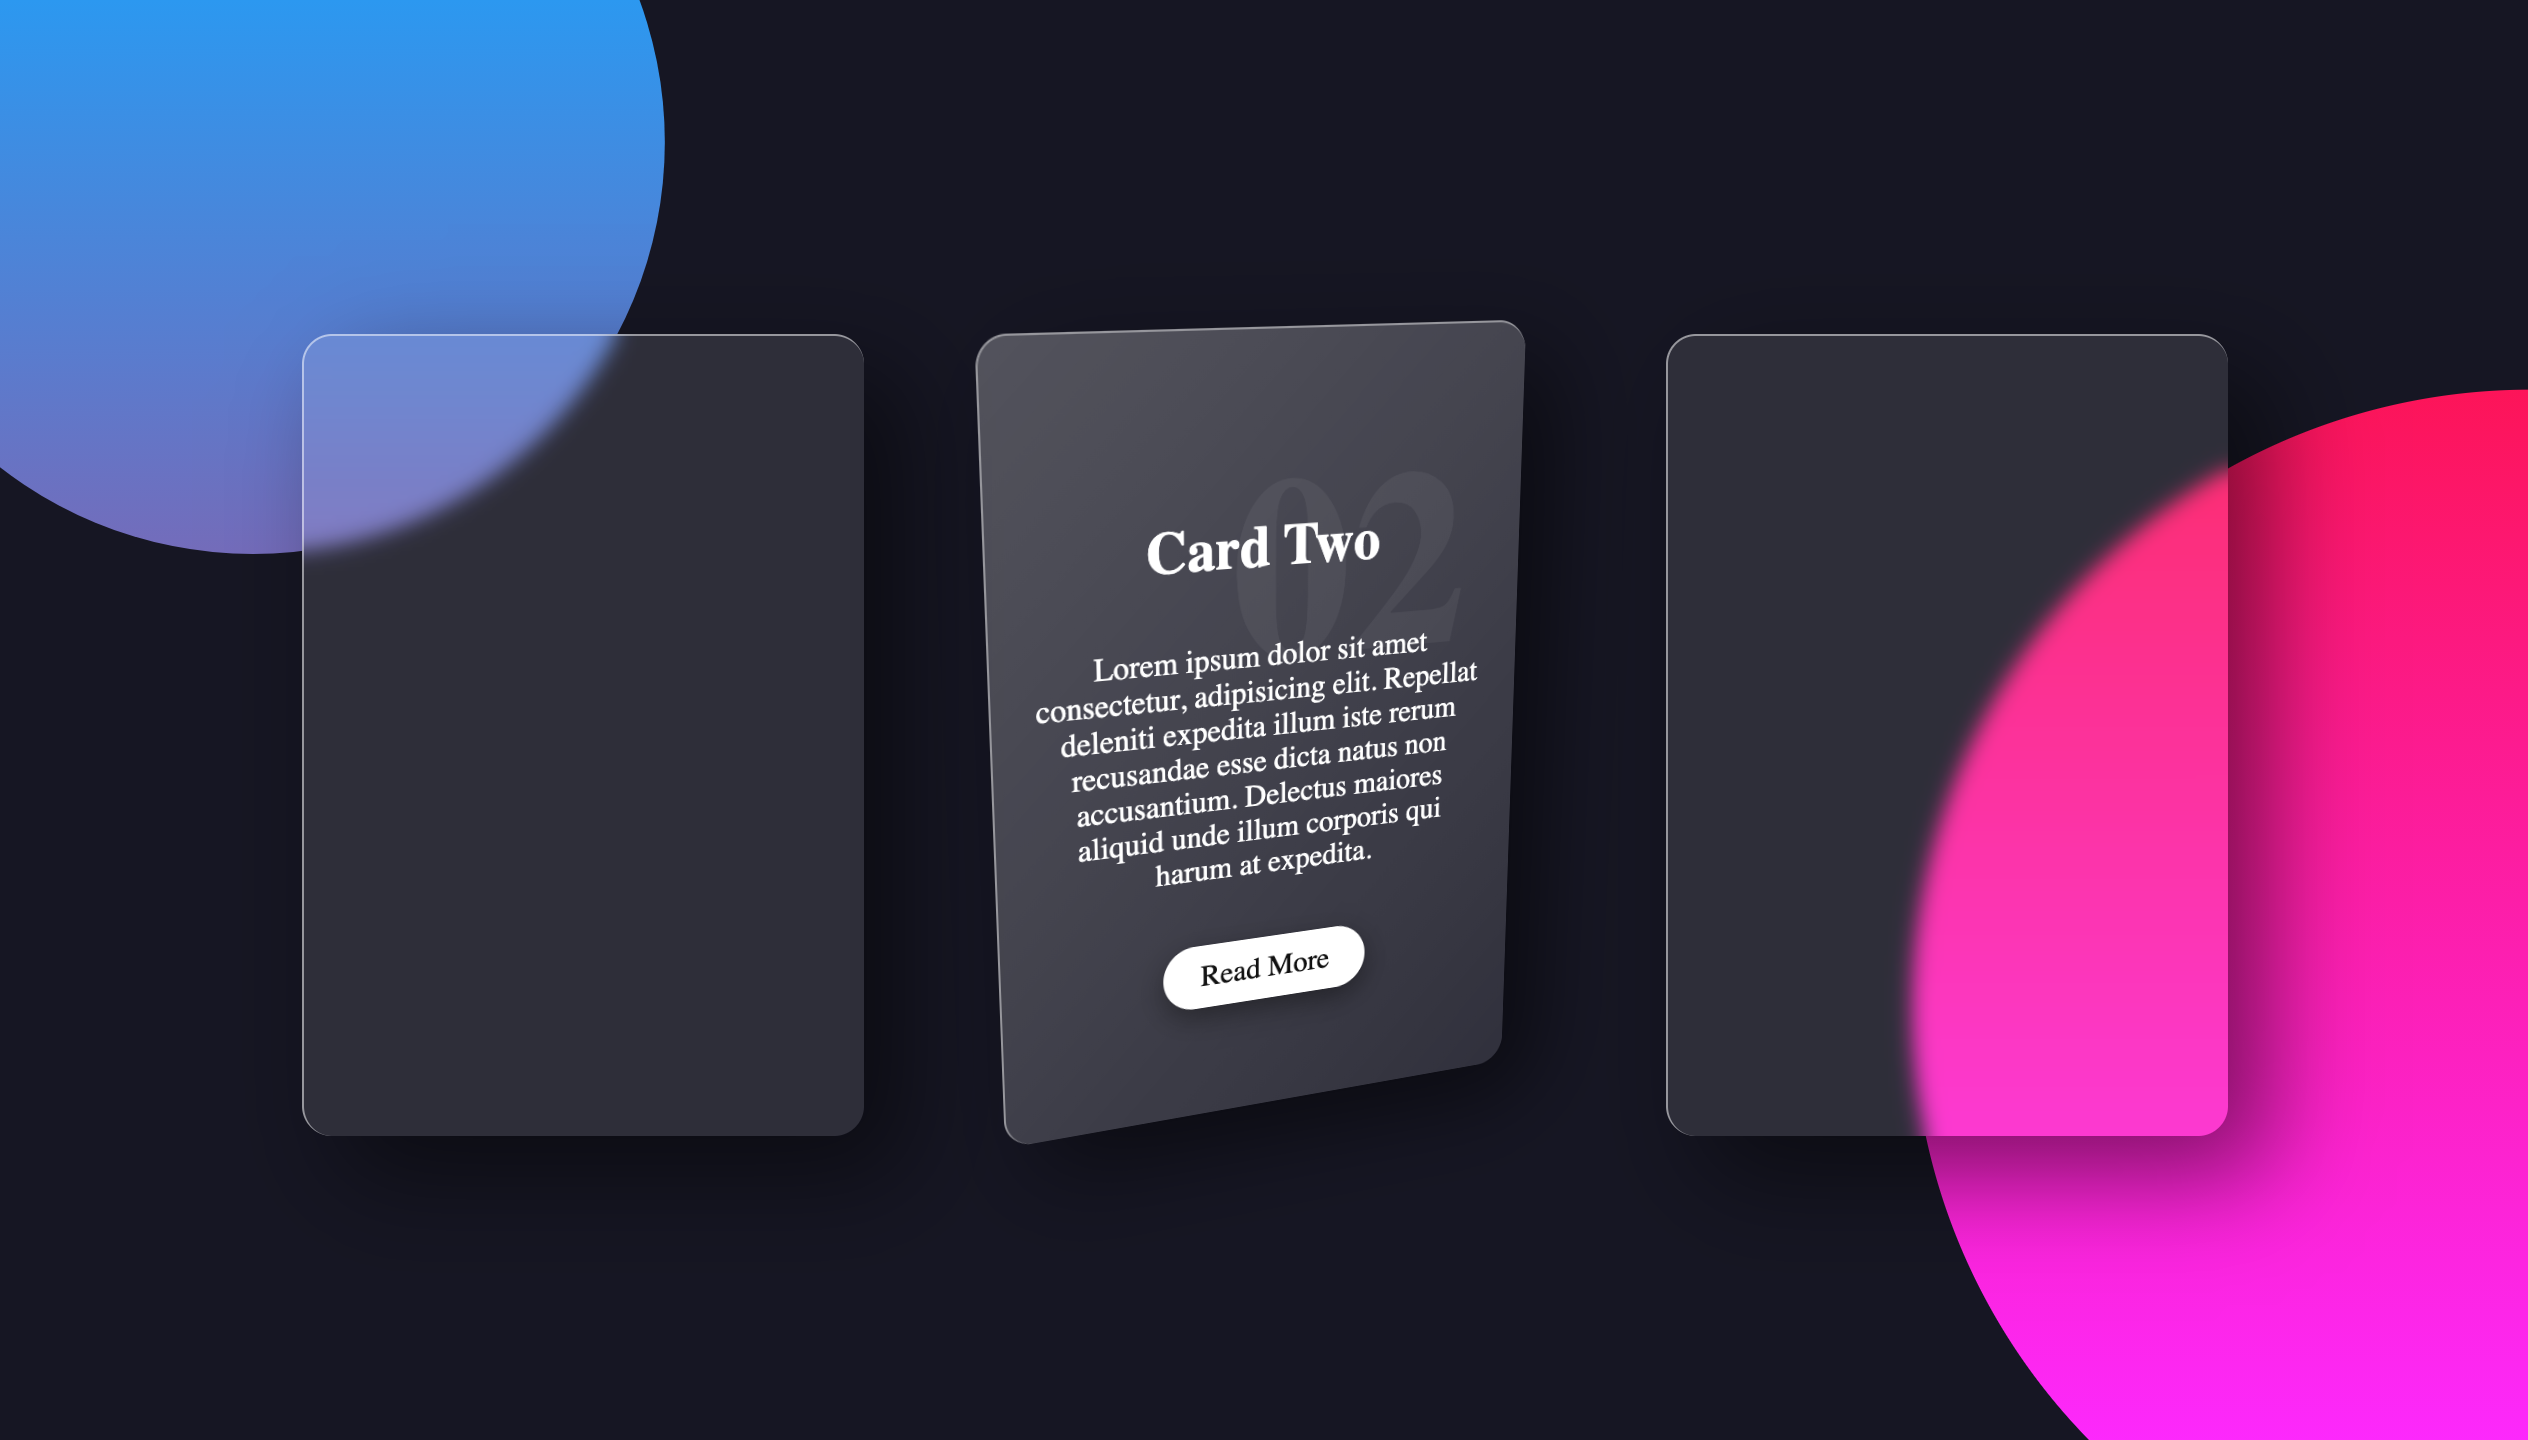 02
Card Two
Lorem ipsum dolor sit amet
consectetur, adipisicing elit. Repellat
deleniti expedita illum iste rerum
recusandae esse dicta natus non
accusantium. Delectus maiores
aliquid unde illum corporis qui
harum at expedita.
Read More